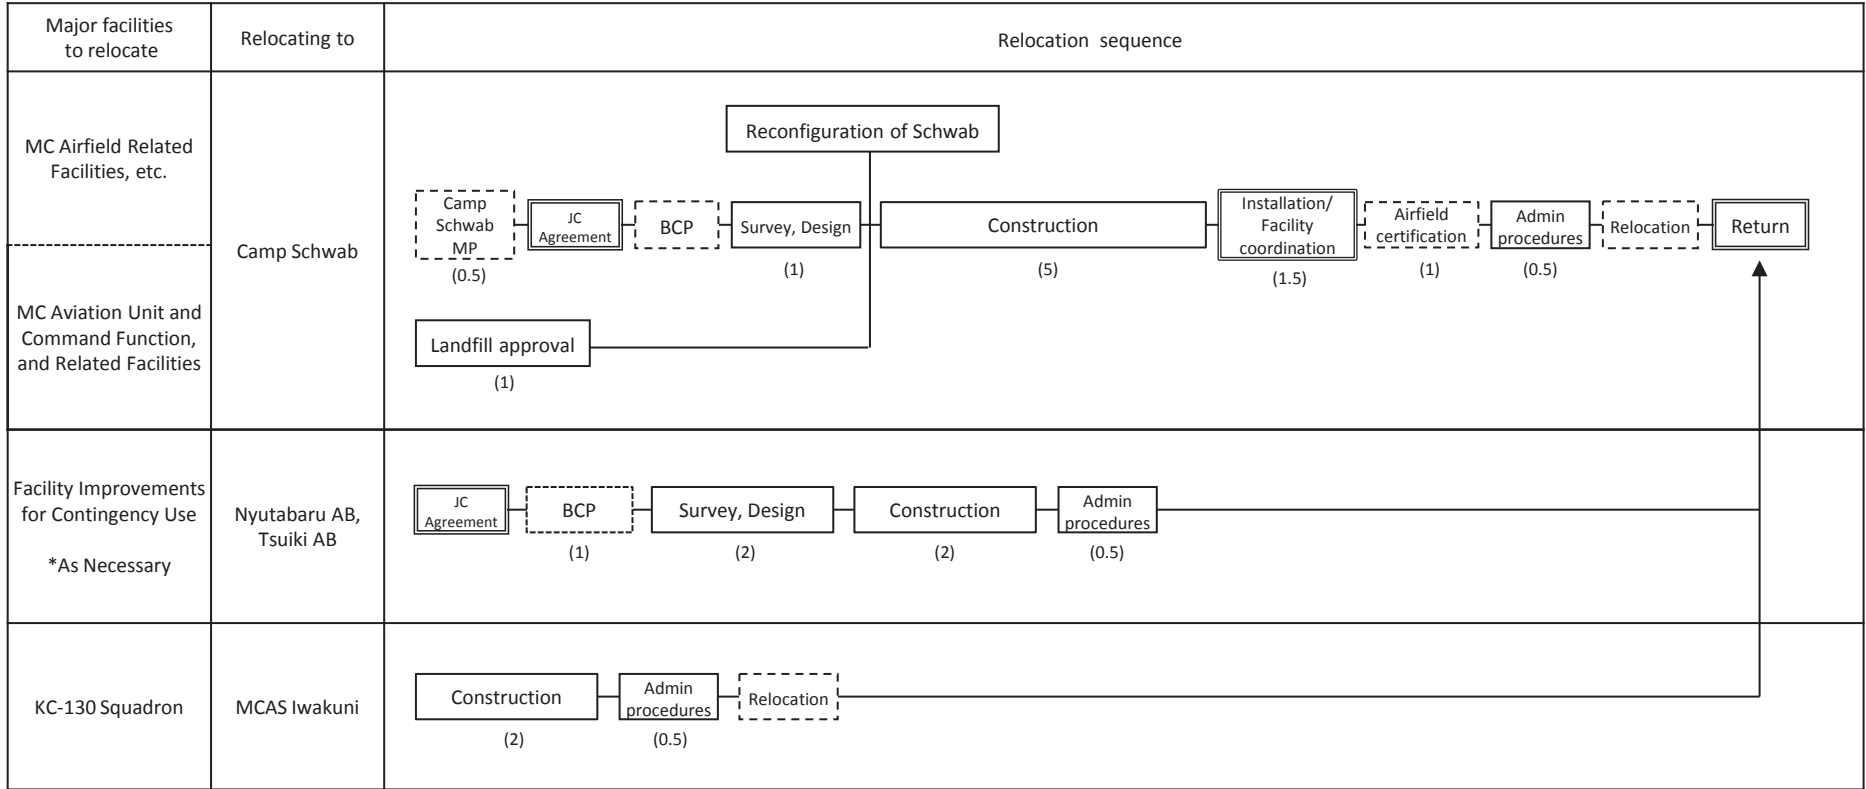 Major facilities
to relocate
Relocating to
Relocation sequence
MC Airfield Related
Facilities, etc.
MC Aviation Unit and
Command Function,
and Related Facilities
Camp Schwab
Reconfiguration of Schwab
Camp
Schwab
MP
(0.5)
JC
Agreement
BCP
Survey, Design
(1)
Construction
(5)
Installation/
Facility
coordination
(1.5)
Airfield
certification
(1)
Admin
procedures
(0.5)
Relocation
Return
Landfill approval
(1)
Facility Improvements
for Contingency Use
*As Necessary
Nyutabaru AB,
Tsuiki AB
JC
Agreement
BCP
(1)
Survey, Design
(2)
Construction
(2)
Admin
procedures
(0.5)
KC-130 Squadron
MCAS Iwakuni
Construction
(2)
Admin
procedures
(0.5)
Relocation